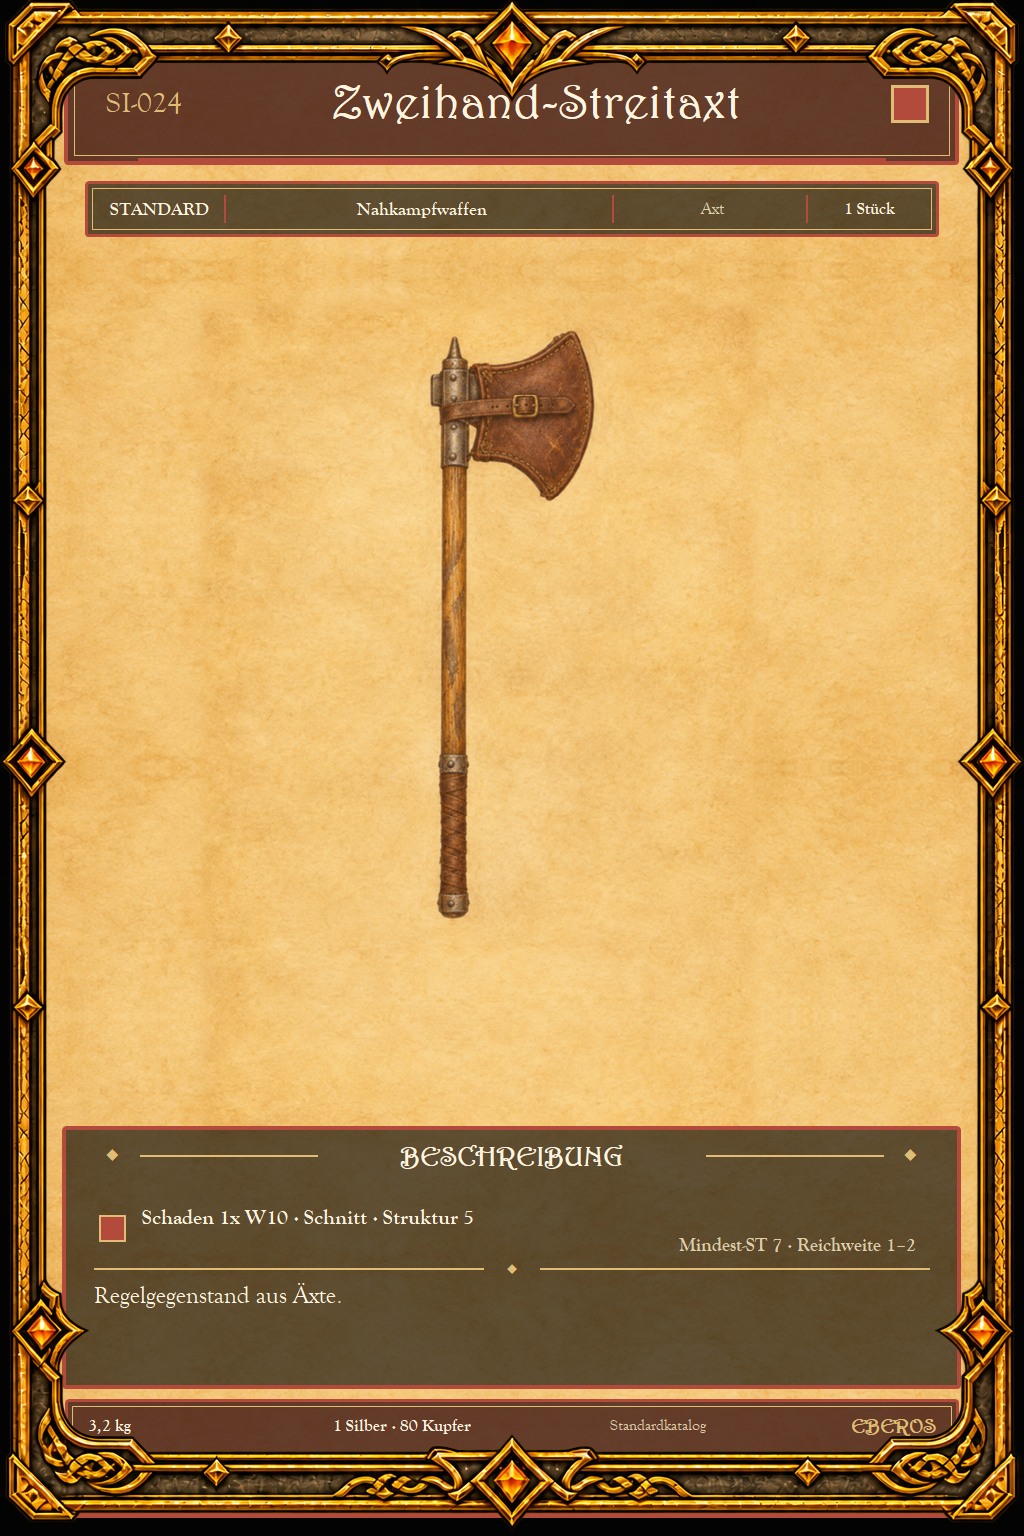 SI-024
Zweihand-Streitaxt
STANDARD
Nahkampfwaffen
Axt
1 Stück
BESCHREIBUNG
Schaden 1x W10 · Schnitt · Struktur 5
Mindest-ST 7 · Reichweite 1–2
Regelgegenstand aus Äxte.
3,2 kg
1 Silber · 80 Kupfer
Standardkatalog
EBEROS